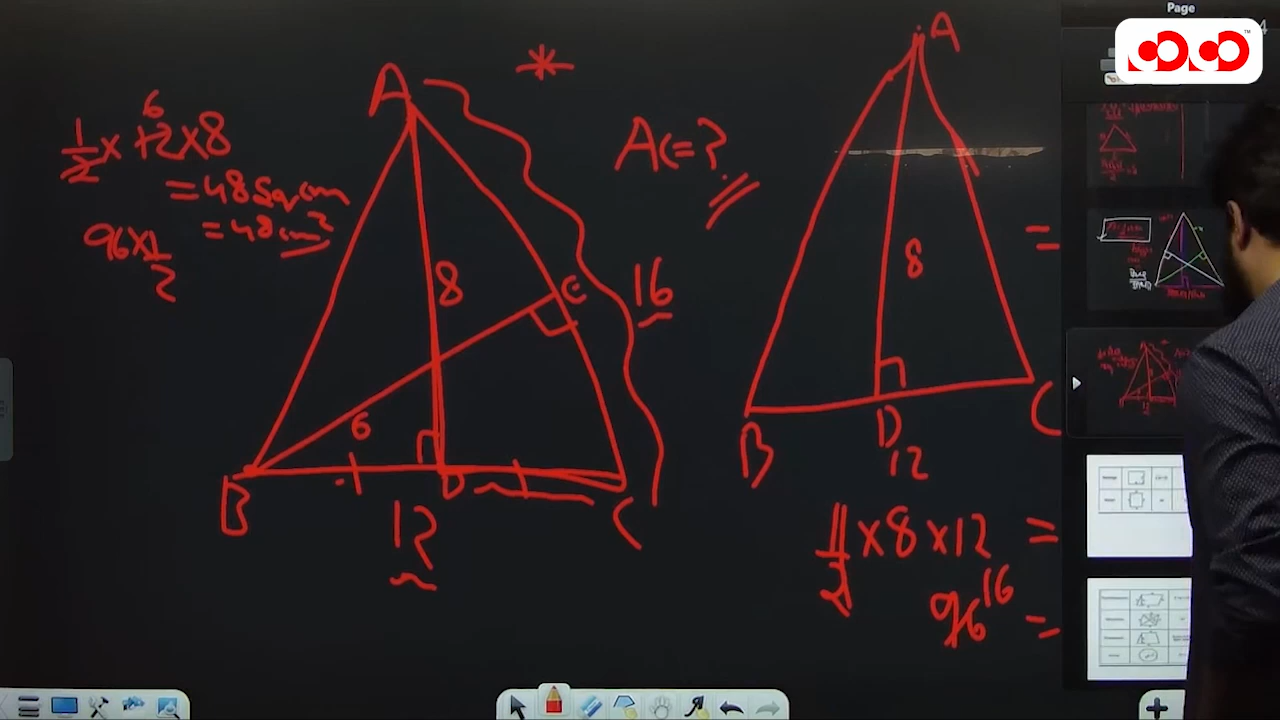 Page
A
*
A
1/2 x 12 x 8
6
= 48 Sq cm
= 48 cm²
96 x 1/2
AC = ?
8
E
16
6
B
D
C
12
8
=
B
D
C
12
1/2 x 8 x 12 =
96 16 =